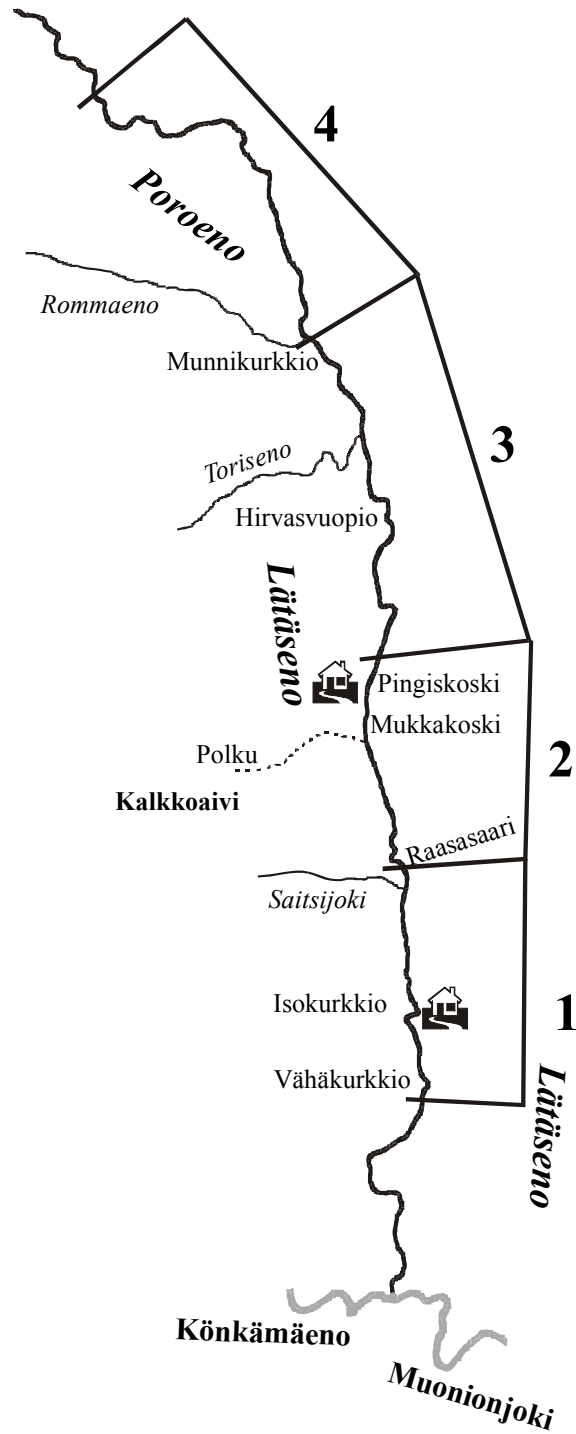 4
Poroeno
Rommaeno
Munnikurkkio
3
Toriseno
Hirvasvuopio
Lätäseno
Pingiskoski
Mukkakoski
Polku
2
Kalkkoaivi
Raasasaari
Saitsijoki
Isokurkkio
1
Vähäkurkkio
Lätäseno
Könkämäeno
Muonionjoki